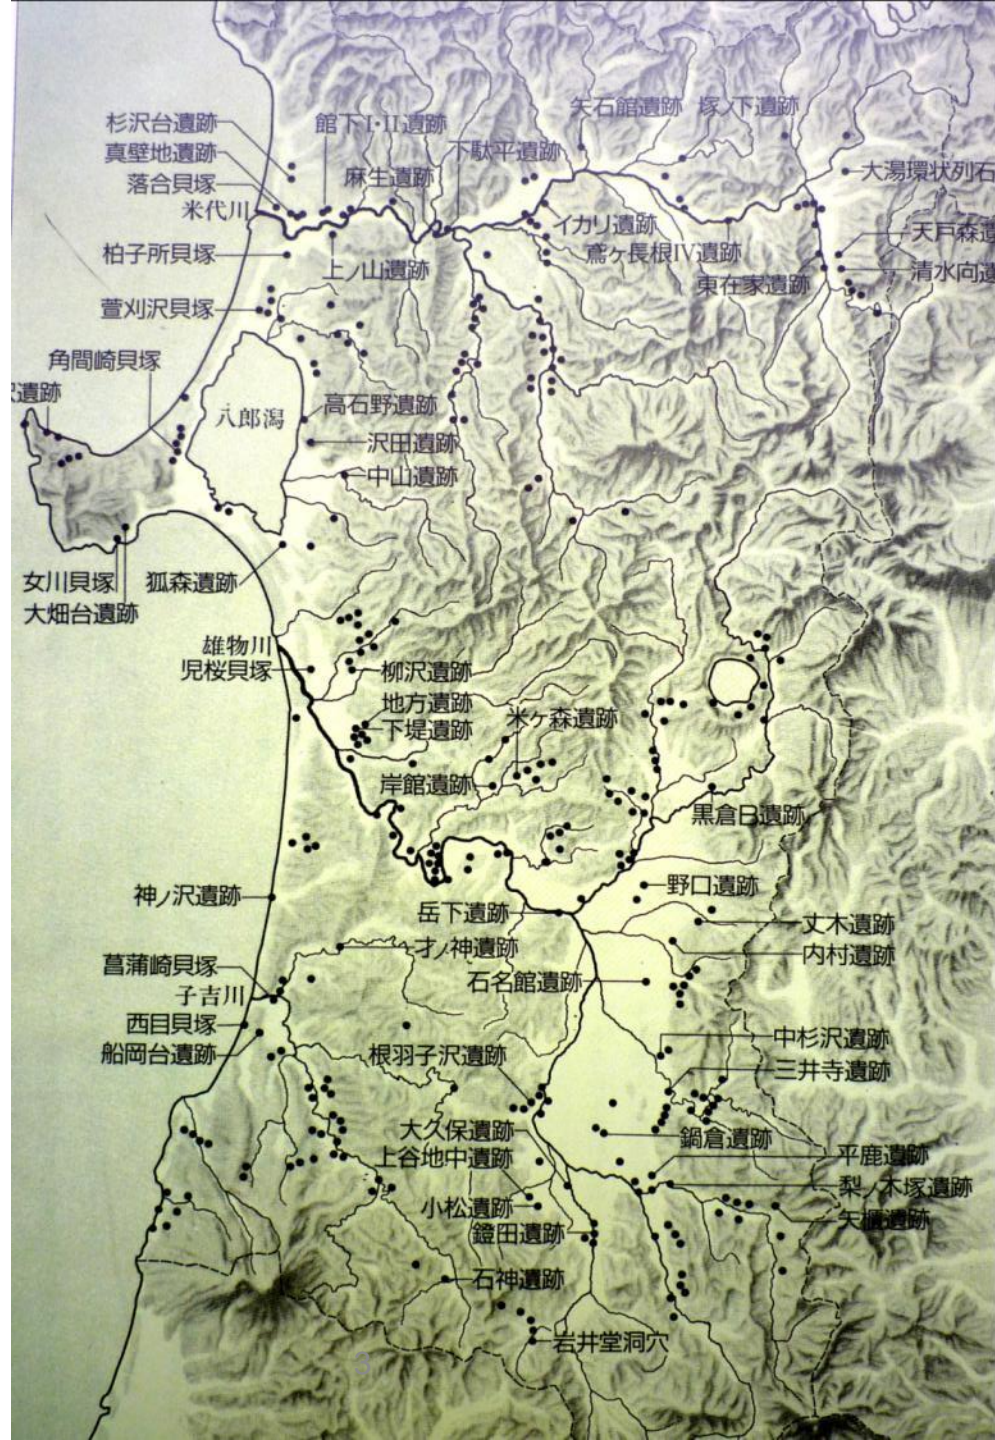 矢石館遺跡
塚ノ下遺跡
杉沢台遺跡
館下Ⅰ・Ⅱ遺跡
真壁地遺跡
下駄平遺跡
落合貝塚
麻生遺跡
大湯環状列石
米代川
イカリ遺跡
天戸森遺
柏子所貝塚
上ノ山遺跡
鳶ヶ長根Ⅳ遺跡
東在家遺跡
清水向遺
萱刈沢貝塚
角間崎貝塚
遺跡
八郎潟
高石野遺跡
沢田遺跡
中山遺跡
女川貝塚
狐森遺跡
大畑台遺跡
雄物川
児桜貝塚
柳沢遺跡
地方遺跡
米ヶ森遺跡
下堤遺跡
岸館遺跡
黒倉B遺跡
野口遺跡
神ノ沢遺跡
岳下遺跡
丈木遺跡
才ノ神遺跡
内村遺跡
菖蒲崎貝塚
石名館遺跡
子吉川
西目貝塚
中杉沢遺跡
船岡台遺跡
根羽子沢遺跡
三井寺遺跡
大久保遺跡
鍋倉遺跡
上谷地中遺跡
平鹿遺跡
梨ノ木塚遺跡
小松遺跡
矢櫃遺跡
鐙田遺跡
石神遺跡
岩井堂洞穴